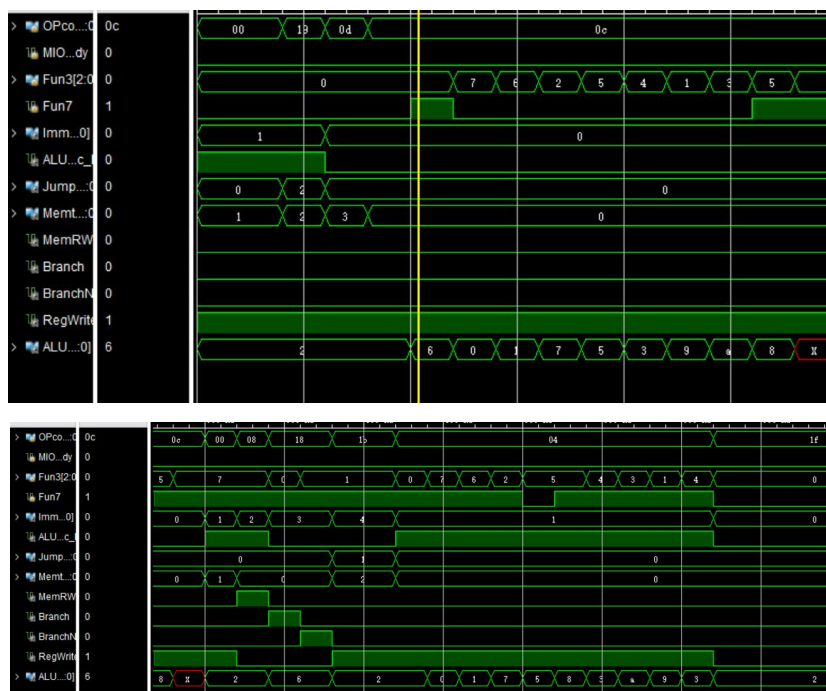 OPco...:0 0c 00 19 0d 0c
MIO...dy 0
Fun3[2:0 0 0 7 6 2 5 4 1 3 5
Fun7 1
Imm...0] 0 1 0
ALU...c_ 0
Jump...:0 0 0 2 0
Memt...:0 0 1 2 3 0
MemRW 0
Branch 0
BranchN 0
RegWrite 1
ALU...:0] 6 2 6 0 1 7 5 3 9 a 8 X
OPco...:0 0c 0c 00 08 18 1b 04 1f
MIO...dy 0
Fun3[2:0 0 5 7 0 1 0 7 6 2 5 4 3 1 4 0
Fun7 1
Imm...0] 0 0 1 2 3 4 1 0
ALU...c_ 0
Jump...:0 0 0 1 0
Memt...:0 0 0 1 0 2 0
MemRW 0
Branch 0
BranchN 0
RegWrite 1
ALU...:0] 6 8 X 2 6 2 0 1 7 5 8 3 a 9 3 2